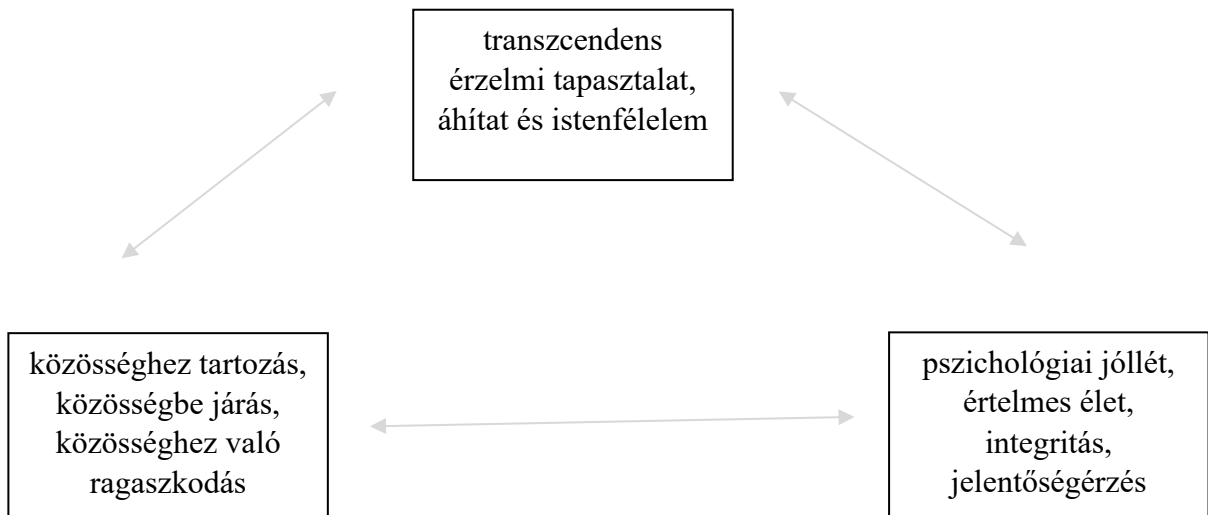 transzcendens
érzelmi tapasztalat,
áhítat és istenfélelem
közösséghez tartozás,
közösségbe járás,
közösséghez való
ragaszkodás
pszichológiai jóllét,
értelmes élet,
integritás,
jelentőségérzés